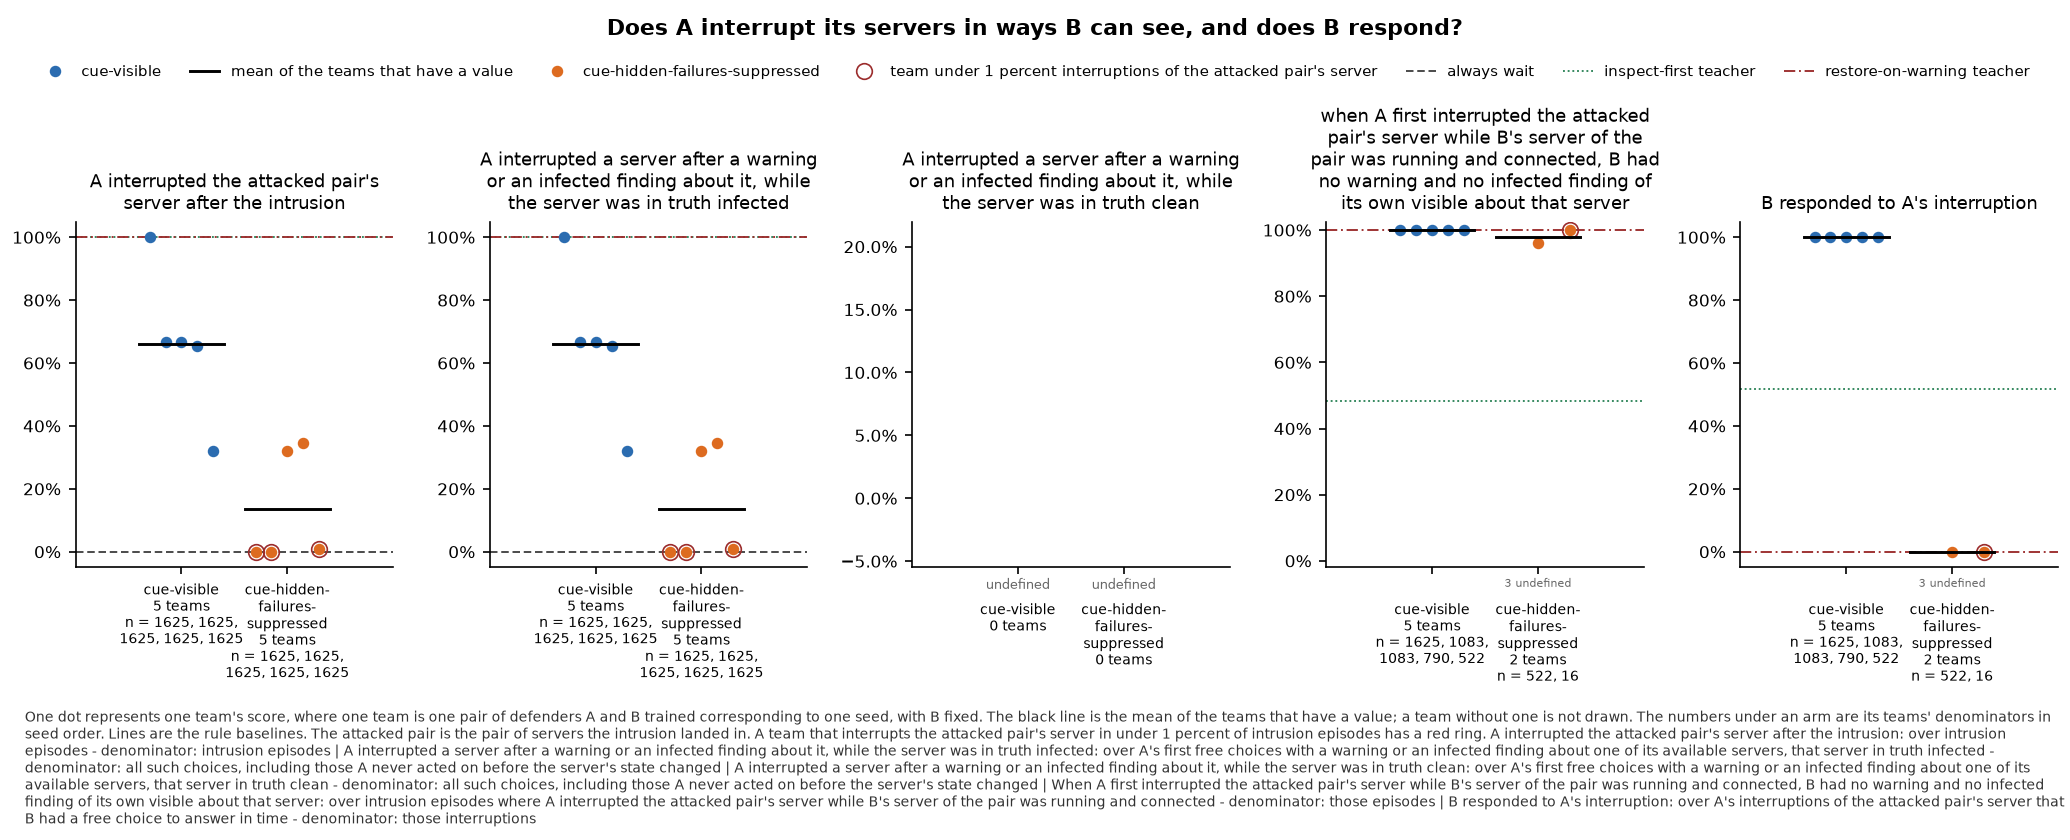 Does A interrupt its servers in ways B can see, and does B respond?
cue-visible
mean of the teams that have a value
cue-hidden-failures-suppressed
team under 1 percent interruptions of the attacked pair's server
always wait
inspect-first teacher
restore-on-warning teacher
A interrupted the attacked pair's
server after the intrusion
100%
80%
60%
40%
20%
0%
cue-visible
5 teams
n = 1625, 1625,
1625, 1625, 1625
cue-hidden-
failures-
suppressed
5 teams
n = 1625, 1625,
1625, 1625, 1625
A interrupted a server after a warning
or an infected finding about it, while
the server was in truth infected
100%
80%
60%
40%
20%
0%
cue-visible
5 teams
n = 1625, 1625,
1625, 1625, 1625
cue-hidden-
failures-
suppressed
5 teams
n = 1625, 1625,
1625, 1625, 1625
A interrupted a server after a warning
or an infected finding about it, while
the server was in truth clean
20.0%
15.0%
10.0%
5.0%
0.0%
−5.0%
undefined
cue-visible
0 teams
undefined
cue-hidden-
failures-
suppressed
0 teams
when A first interrupted the attacked
pair's server while B's server of the
pair was running and connected, B had
no warning and no infected finding of
its own visible about that server
100%
80%
60%
40%
20%
0%
cue-visible
5 teams
n = 1625, 1083,
1083, 790, 522
3 undefined
cue-hidden-
failures-
suppressed
2 teams
n = 522, 16
B responded to A's interruption
100%
80%
60%
40%
20%
0%
cue-visible
5 teams
n = 1625, 1083,
1083, 790, 522
3 undefined
cue-hidden-
failures-
suppressed
2 teams
n = 522, 16
One dot represents one team's score, where one team is one pair of defenders A and B trained corresponding to one seed, with B fixed. The black line is the mean of the teams that have a value; a team without one is not drawn. The numbers under an arm are its teams' denominators in
seed order. Lines are the rule baselines. The attacked pair is the pair of servers the intrusion landed in. A team that interrupts the attacked pair's server in under 1 percent of intrusion episodes has a red ring. A interrupted the attacked pair's server after the intrusion: over intrusion
episodes - denominator: intrusion episodes | A interrupted a server after a warning or an infected finding about it, while the server was in truth infected: over A's first free choices with a warning or an infected finding about one of its available servers, that server in truth infected -
denominator: all such choices, including those A never acted on before the server's state changed | A interrupted a server after a warning or an infected finding about it, while the server was in truth clean: over A's first free choices with a warning or an infected finding about one of its
available servers, that server in truth clean - denominator: all such choices, including those A never acted on before the server's state changed | When A first interrupted the attacked pair's server while B's server of the pair was running and connected, B had no warning and no infected
finding of its own visible about that server: over intrusion episodes where A interrupted the attacked pair's server while B's server of the pair was running and connected - denominator: those episodes | B responded to A's interruption: over A's interruptions of the attacked pair's server that
B had a free choice to answer in time - denominator: those interruptions